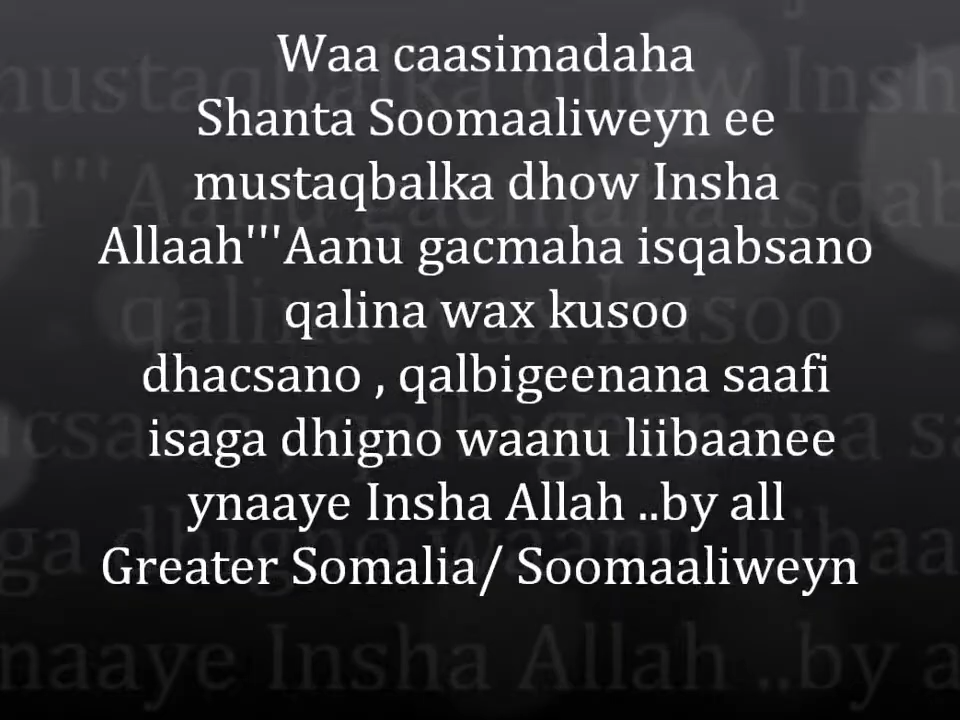 Waa caasimadaha
Shanta Soomaaliweyn ee
mustaqbalka dhow Insha
Allaah'''Aanu gacmaha isqabsano
qalina wax kusoo
dhacsano , qalbigeenana saafi
isaga dhigno waanu liibaanee
ynaaye Insha Allah ..by all
Greater Somalia/ Soomaaliweyn